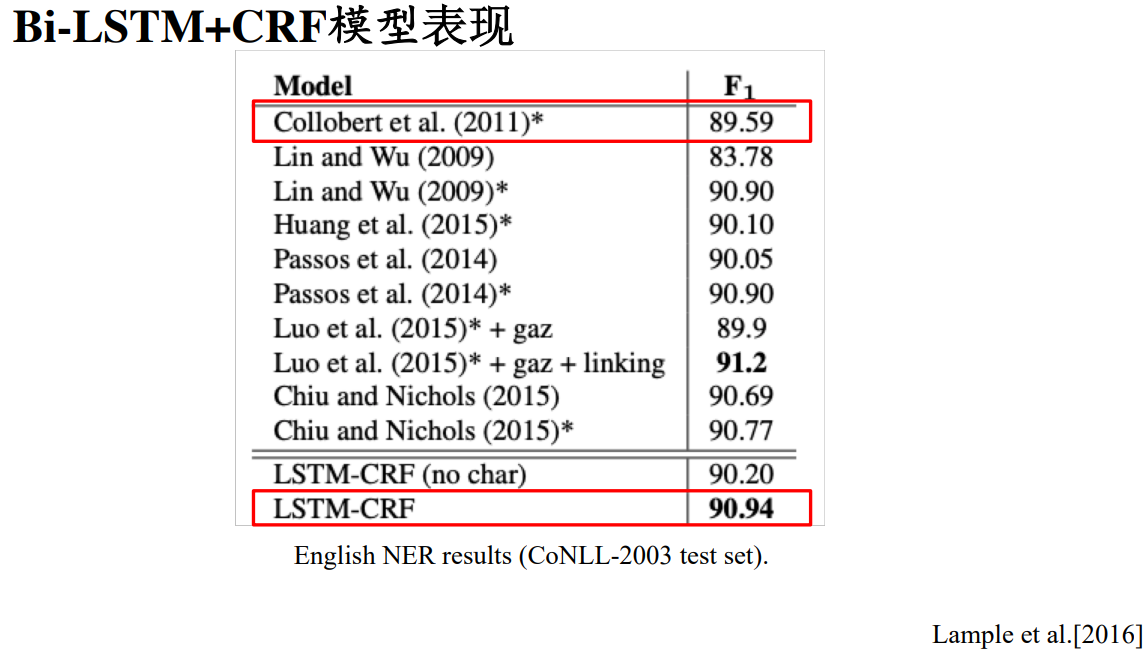 Bi-LSTM+CRF模型表现
Model F1
Collobert et al. (2011)* 89.59
Lin and Wu (2009) 83.78
Lin and Wu (2009)* 90.90
Huang et al. (2015)* 90.10
Passos et al. (2014) 90.05
Passos et al. (2014)* 90.90
Luo et al. (2015)* + gaz 89.9
Luo et al. (2015)* + gaz + linking 91.2
Chiu and Nichols (2015) 90.69
Chiu and Nichols (2015)* 90.77
LSTM-CRF (no char) 90.20
LSTM-CRF 90.94
English NER results (CoNLL-2003 test set).
Lample et al.[2016]